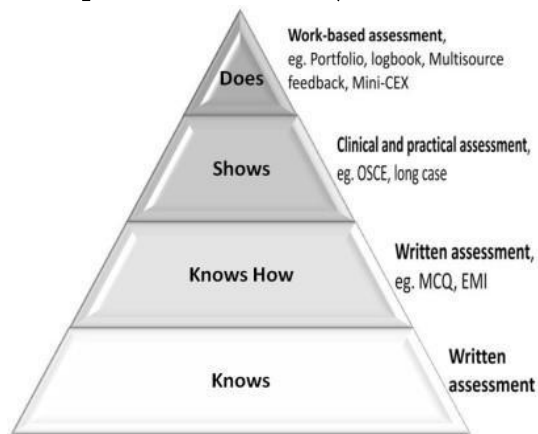 Work-based assessment,
eg. Portfolio, logbook, Multisource
feedback, Mini-CEX
Does
Clinical and practical assessment,
eg. OSCE, long case
Shows
Written assessment,
eg. MCQ, EMI
Knows How
Written
assessment
Knows